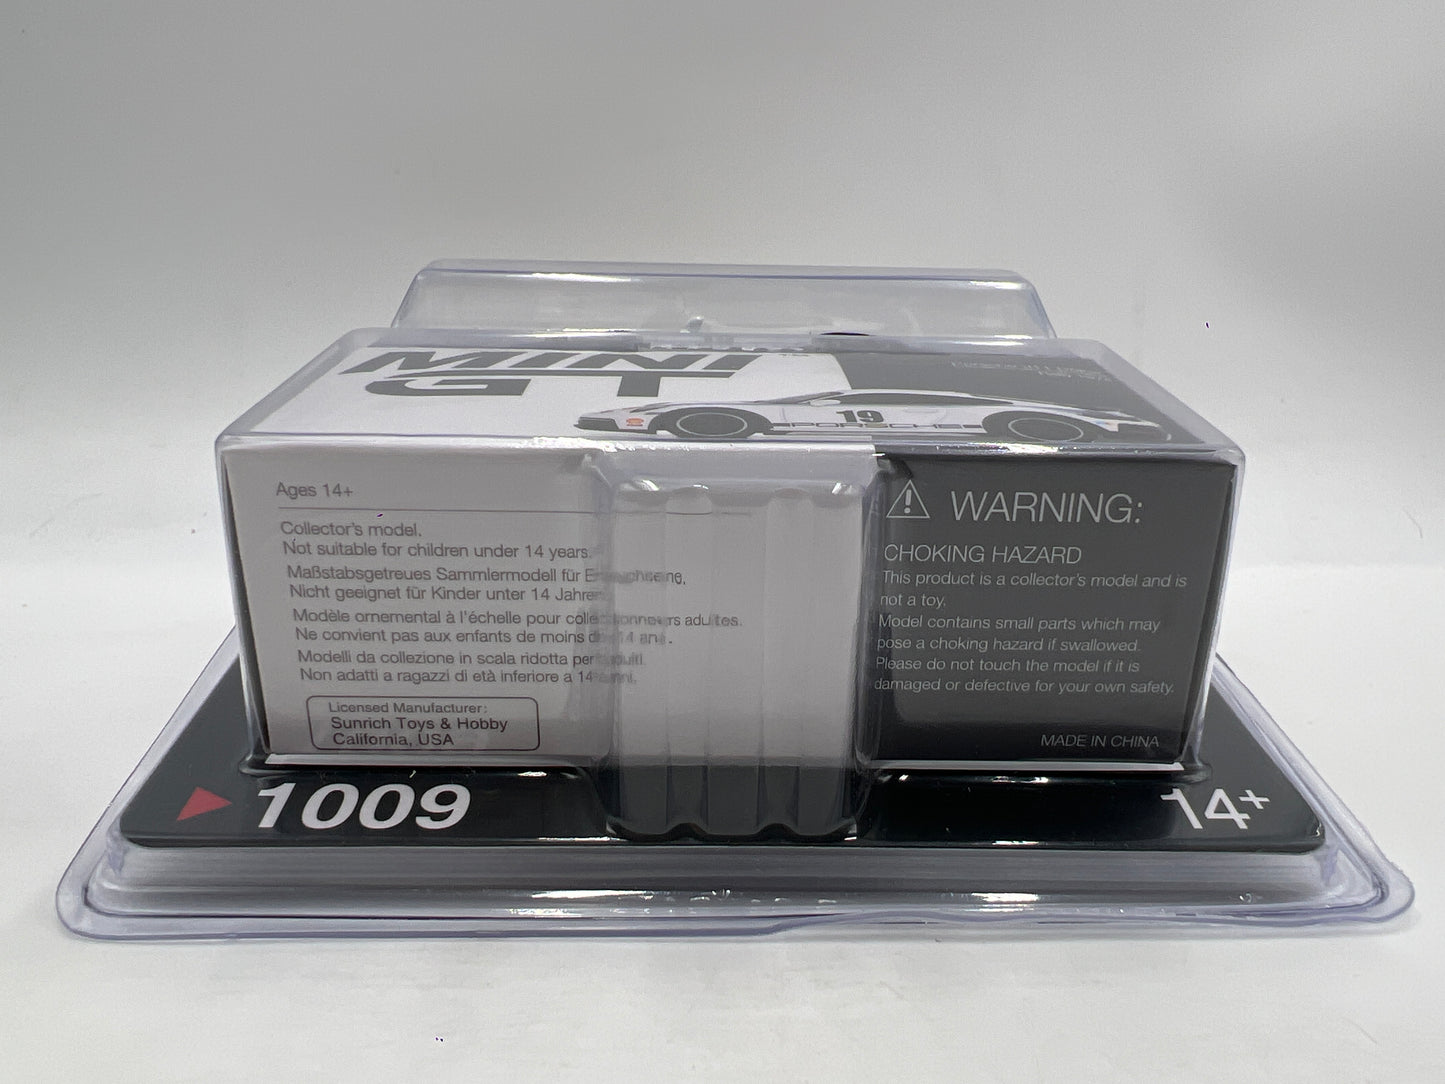 MINI
GT
19
PORSCHE
Ages 14+
Collector's model.
Not suitable for children under 14 years.
Maßstabsgetreues Sammlermodell für Erwachsene.
Nicht geeignet für Kinder unter 14 Jahren
Modèle ornemental à l'échelle pour collectionneurs adultes.
Ne convient pas aux enfants de moins de 14 ans.
Modelli da collezione in scala ridotta per adulti.
Non adatti a ragazzi di età inferiore a 14 anni.
Licensed Manufacturer:
Sunrich Toys & Hobby
California, USA
WARNING:
CHOKING HAZARD
This product is a collector's model and is
not a toy.
Model contains small parts which may
pose a choking hazard if swallowed.
Please do not touch the model if it is
damaged or defective for your own safety.
MADE IN CHINA
1009
14+